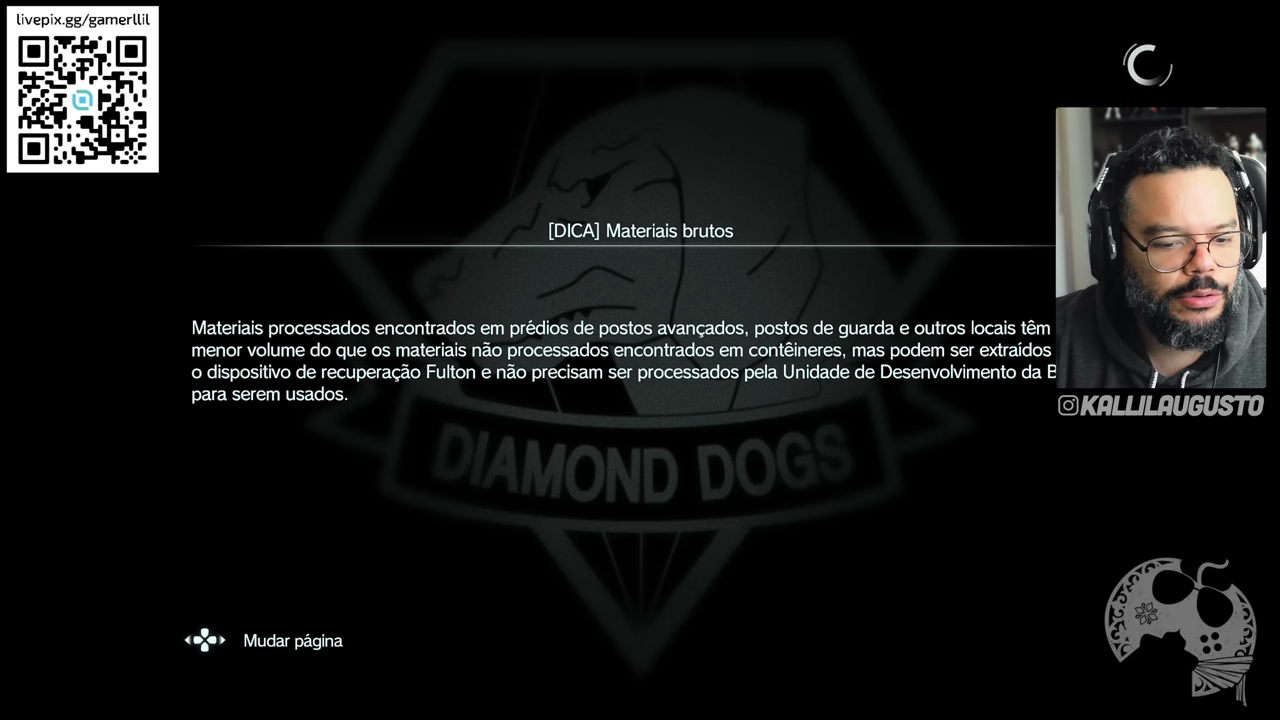 livepix.gg/gamerllil
[DICA] Materiais brutos
Materiais processados encontrados em prédios de postos avançados, postos de guarda e outros locais têm
menor volume do que os materiais não processados encontrados em contêineres, mas podem ser extraídos
o dispositivo de recuperação Fulton e não precisam ser processados pela Unidade de Desenvolvimento da B
para serem usados.
KALLILAUGUSTO
DIAMOND DOGS
Mudar página